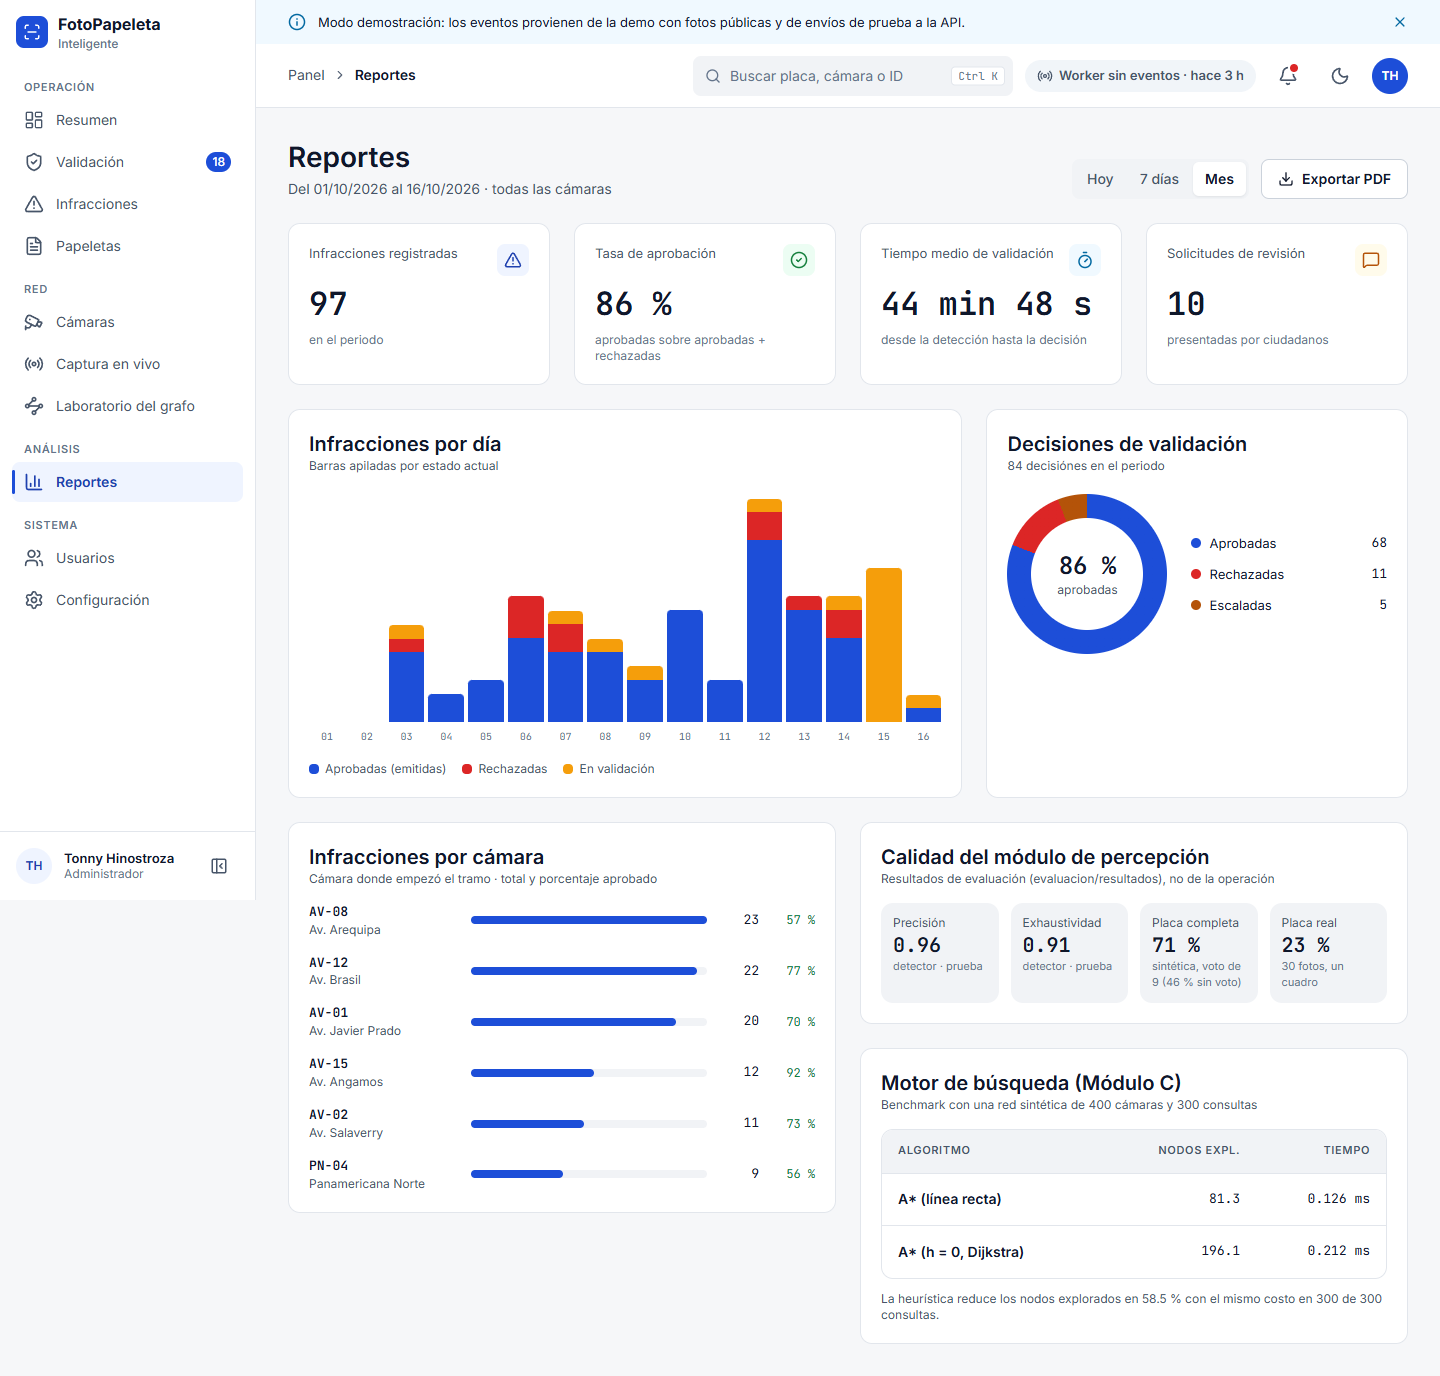 FotoPapeleta
Inteligente
OPERACIÓN
Resumen
Validación
18
Infracciones
Papeletas
RED
Cámaras
Captura en vivo
Laboratorio del grafo
ANÁLISIS
Reportes
SISTEMA
Usuarios
Configuración
TH
Tonny Hinostroza
Administrador
Modo demostración: los eventos provienen de la demo con fotos públicas y de envíos de prueba a la API.
Panel
Reportes
Buscar placa, cámara o ID
Ctrl K
Worker sin eventos · hace 3 h
TH
Reportes
Del 01/10/2026 al 16/10/2026 · todas las cámaras
Hoy
7 días
Mes
Exportar PDF
Infracciones registradas
97
en el periodo
Tasa de aprobación
86 %
aprobadas sobre aprobadas +
rechazadas
Tiempo medio de validación
44 min 48 s
desde la detección hasta la decisión
Solicitudes de revisión
10
presentadas por ciudadanos
Infracciones por día
Barras apiladas por estado actual
01 02 03 04 05 06 07 08 09 10 11 12 13 14 15 16
Aprobadas (emitidas)
Rechazadas
En validación
Decisiones de validación
84 decisiónes en el periodo
86 %
aprobadas
Aprobadas 68
Rechazadas 11
Escaladas 5
Infracciones por cámara
Cámara donde empezó el tramo · total y porcentaje aprobado
AV-08
Av. Arequipa
23 57 %
AV-12
Av. Brasil
22 77 %
AV-01
Av. Javier Prado
20 70 %
AV-15
Av. Angamos
12 92 %
AV-02
Av. Salaverry
11 73 %
PN-04
Panamericana Norte
9 56 %
Calidad del módulo de percepción
Resultados de evaluación (evaluacion/resultados), no de la operación
Precisión
0.96
detector · prueba
Exhaustividad
0.91
detector · prueba
Placa completa
71 %
sintética, voto de
9 (46 % sin voto)
Placa real
23 %
30 fotos, un
cuadro
Motor de búsqueda (Módulo C)
Benchmark con una red sintética de 400 cámaras y 300 consultas
ALGORITMO NODOS EXPL. TIEMPO
A* (línea recta) 81.3 0.126 ms
A* (h = 0, Dijkstra) 196.1 0.212 ms
La heurística reduce los nodos explorados en 58.5 % con el mismo costo en 300 de 300
consultas.